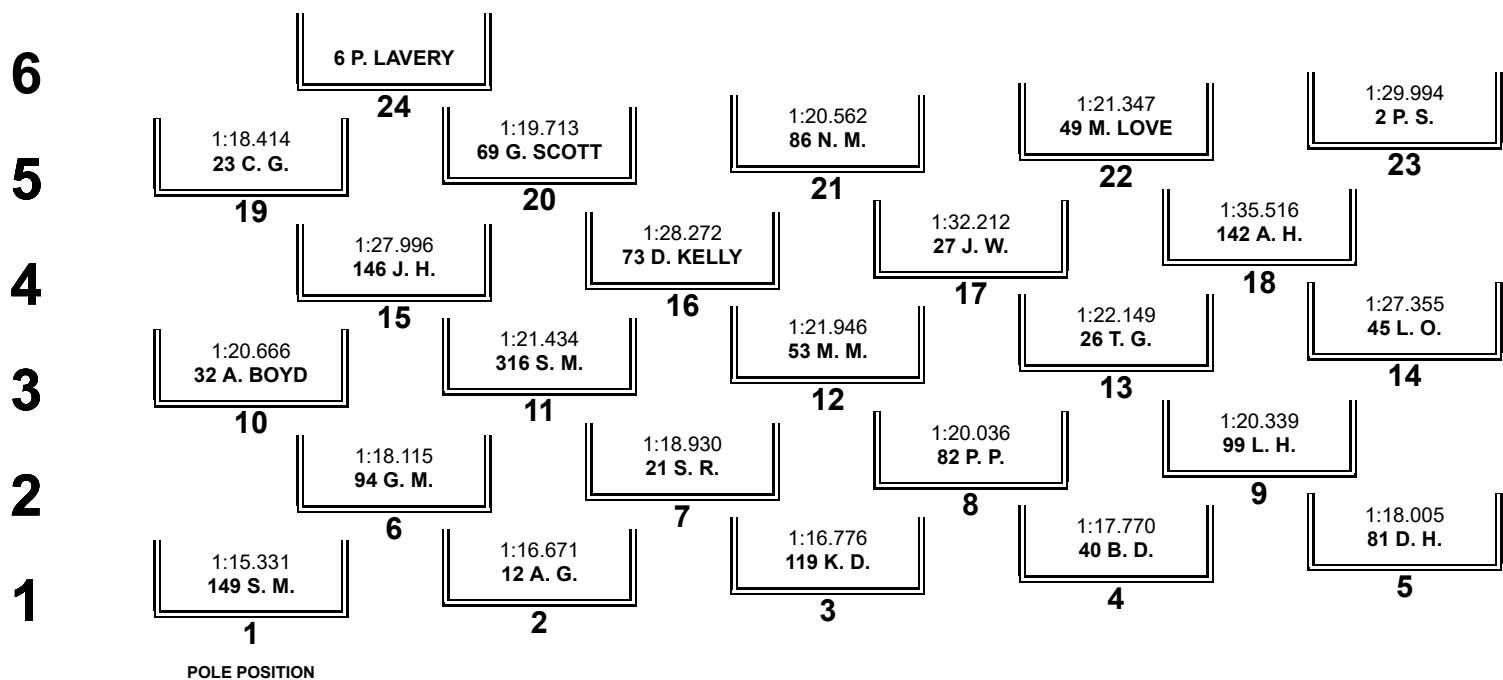 6
6 P. LAVERY
24
5
1:18.414
23 C. G.
19
1:19.713
69 G. SCOTT
20
1:20.562
86 N. M.
21
1:21.347
49 M. LOVE
22
1:29.994
2 P. S.
23
4
1:27.996
146 J. H.
15
1:28.272
73 D. KELLY
16
1:32.212
27 J. W.
17
1:35.516
142 A. H.
18
3
1:20.666
32 A. BOYD
10
1:21.434
316 S. M.
11
1:21.946
53 M. M.
12
1:22.149
26 T. G.
13
1:27.355
45 L. O.
14
2
1:18.115
94 G. M.
6
1:18.930
21 S. R.
7
1:20.036
82 P. P.
8
1:20.339
99 L. H.
9
1
1:15.331
149 S. M.
1
1:16.671
12 A. G.
2
1:16.776
119 K. D.
3
1:17.770
40 B. D.
4
1:18.005
81 D. H.
5
POLE POSITION